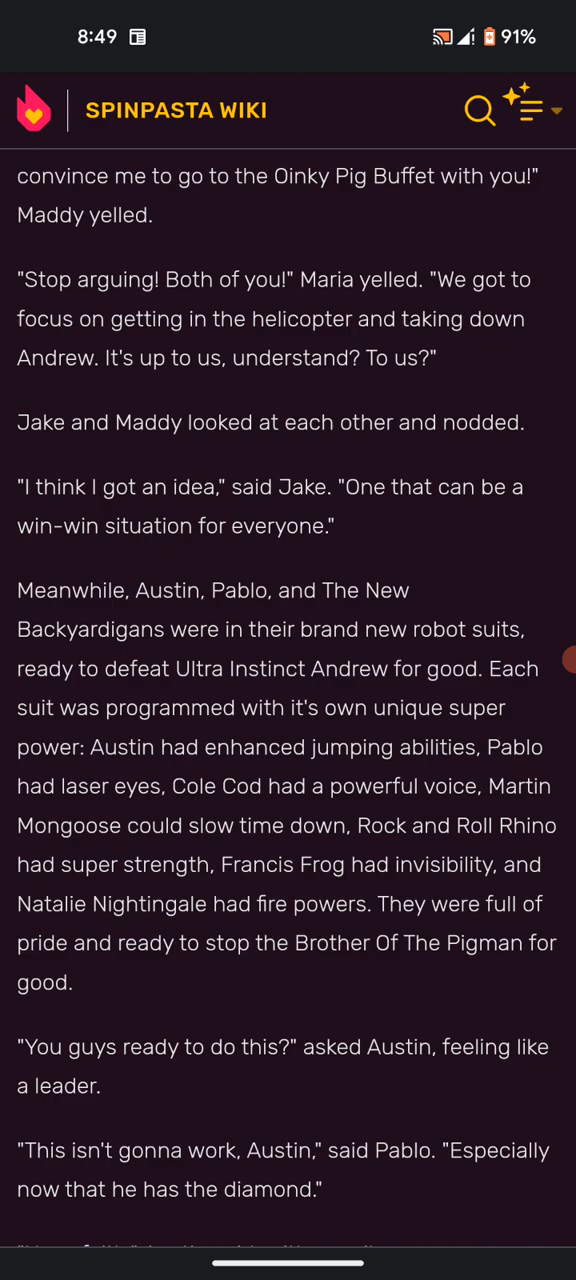 8:49
91%
SPINPASTA WIKI
convince me to go to the Oinky Pig Buffet with you!"
Maddy yelled.
"Stop arguing! Both of you!" Maria yelled. "We got to
focus on getting in the helicopter and taking down
Andrew. It's up to us, understand? To us?"
Jake and Maddy looked at each other and nodded.
"I think I got an idea," said Jake. "One that can be a
win-win situation for everyone."
Meanwhile, Austin, Pablo, and The New
Backyardigans were in their brand new robot suits,
ready to defeat Ultra Instinct Andrew for good. Each
suit was programmed with it's own unique super
power: Austin had enhanced jumping abilities, Pablo
had laser eyes, Cole Cod had a powerful voice, Martin
Mongoose could slow time down, Rock and Roll Rhino
had super strength, Francis Frog had invisibility, and
Natalie Nightingale had fire powers. They were full of
pride and ready to stop the Brother Of The Pigman for
good.
"You guys ready to do this?" asked Austin, feeling like
a leader.
"This isn't gonna work, Austin," said Pablo. "Especially
now that he has the diamond."